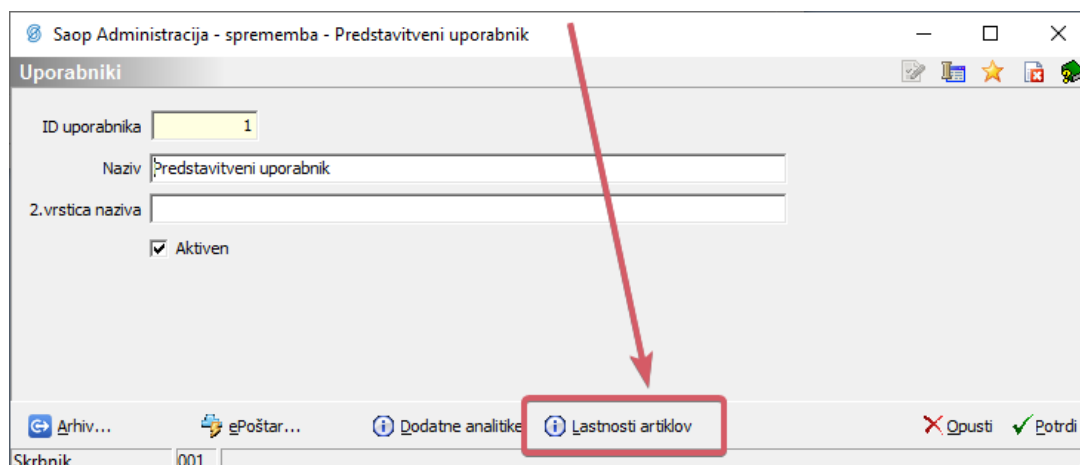 Saop Administracija - sprememba - Predstavitveni uporabnik
Uporabniki
ID uporabnika 1
Naziv Predstavitveni uporabnik
2.vrstica naziva
Aktiven
Arhiv... ePoštar... Dodatne analitike Lastnosti artiklov Opusti Potrdi
Skrbnik 001